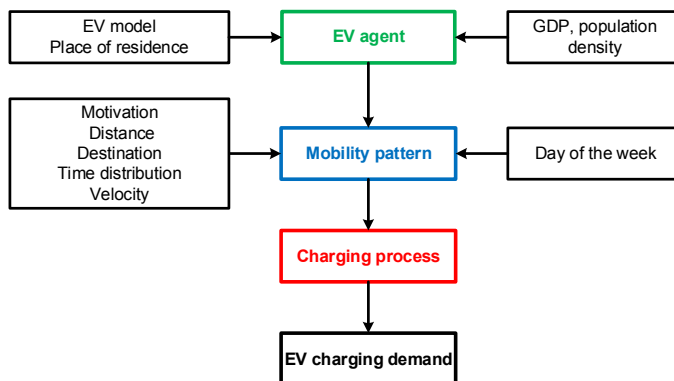 EV model
Place of residence
EV agent
GDP, population
density
Motivation
Distance
Destination
Time distribution
Velocity
Mobility pattern
Day of the week
Charging process
EV charging demand